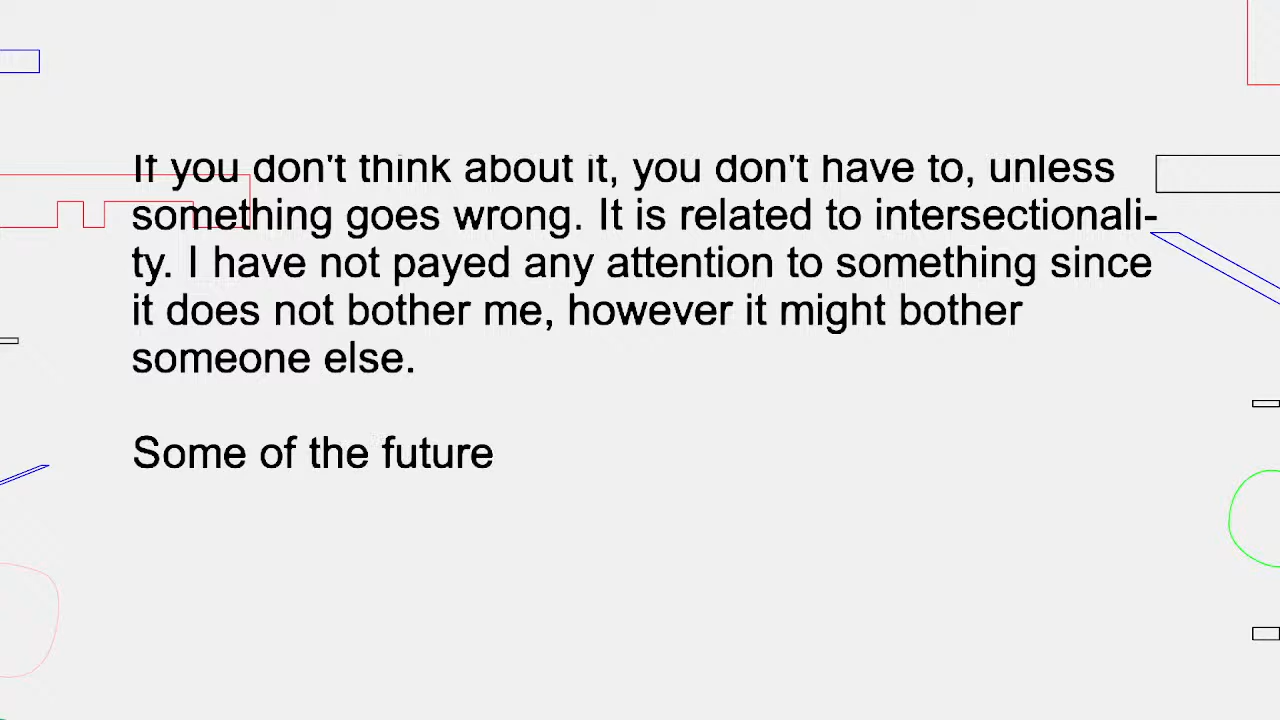 If you don't think about it, you don't have to, unless
something goes wrong. It is related to intersectionali-
ty. I have not payed any attention to something since
it does not bother me, however it might bother
someone else.
Some of the future